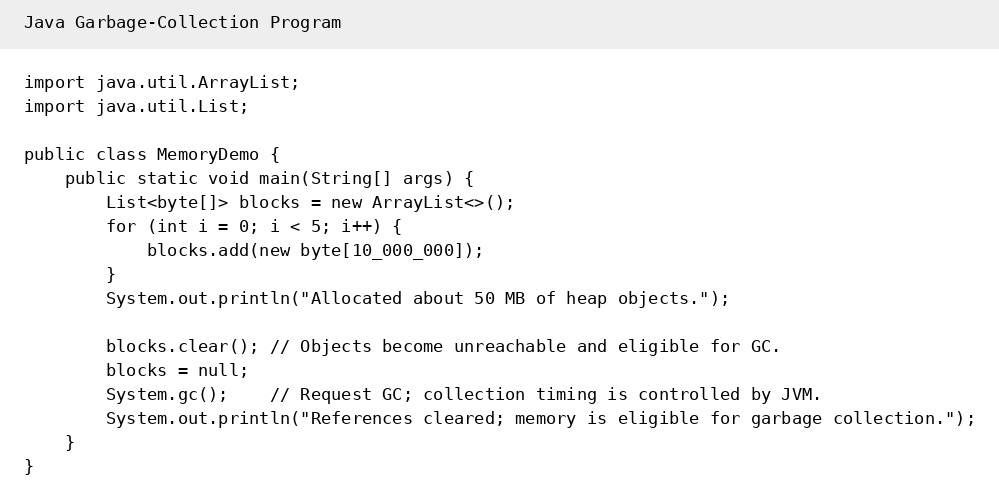 Java Garbage-Collection Program
import java.util.ArrayList;
import java.util.List;

public class MemoryDemo {
    public static void main(String[] args) {
        List<byte[]> blocks = new ArrayList<>();
        for (int i = 0; i < 5; i++) {
            blocks.add(new byte[10_000_000]);
        }
        System.out.println("Allocated about 50 MB of heap objects.");

        blocks.clear(); // Objects become unreachable and eligible for GC.
        blocks = null;
        System.gc();    // Request GC; collection timing is controlled by JVM.
        System.out.println("References cleared; memory is eligible for garbage collection.");
    }
}